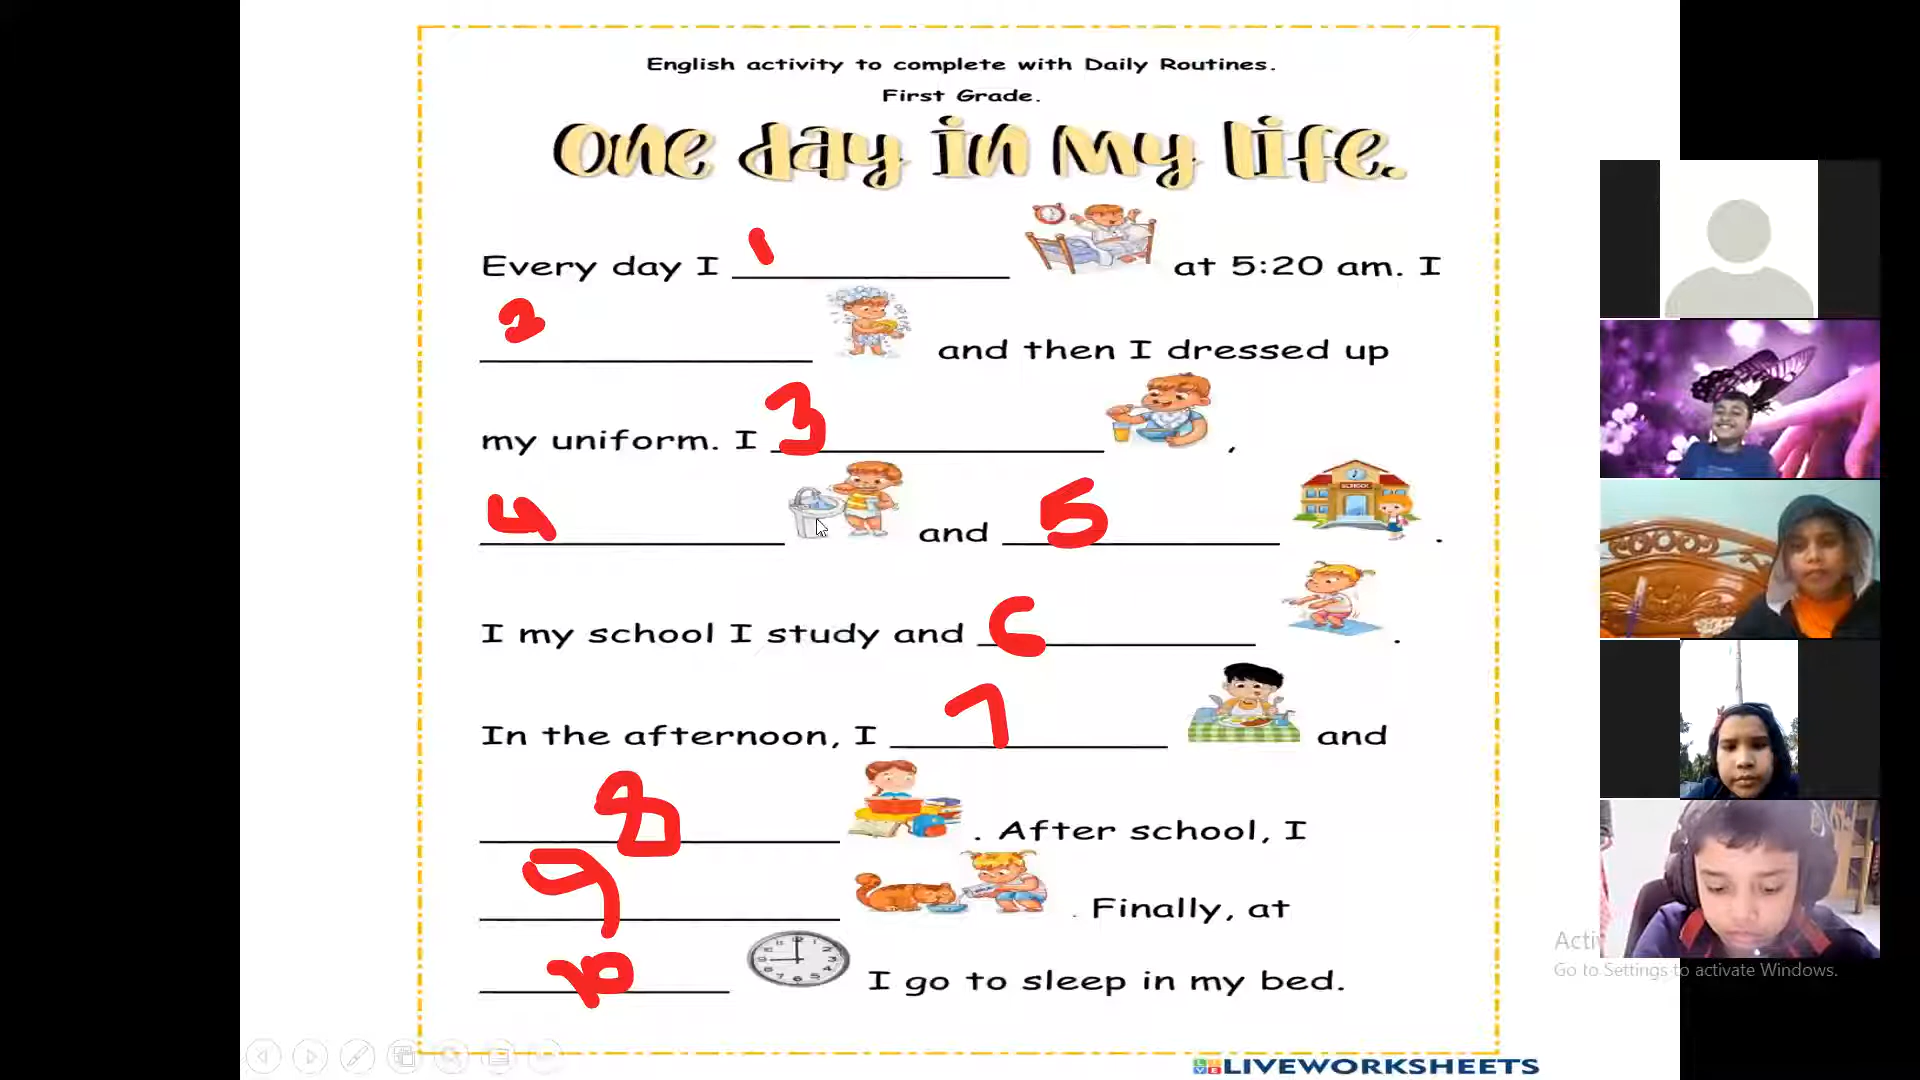 English activity to complete with Daily Routines.
First Grade.
One day in My life.
Every day I 1 at 5:20 am. I
2 and then I dressed up
my uniform. I 3 ,
4 and 5 .
I my school I study and 6 .
In the afternoon, I 7 and
8 . After school, I
9 . Finally, at
10 I go to sleep in my bed.
LIVEWORKSHEETS
Go to Settings to activate Windows.